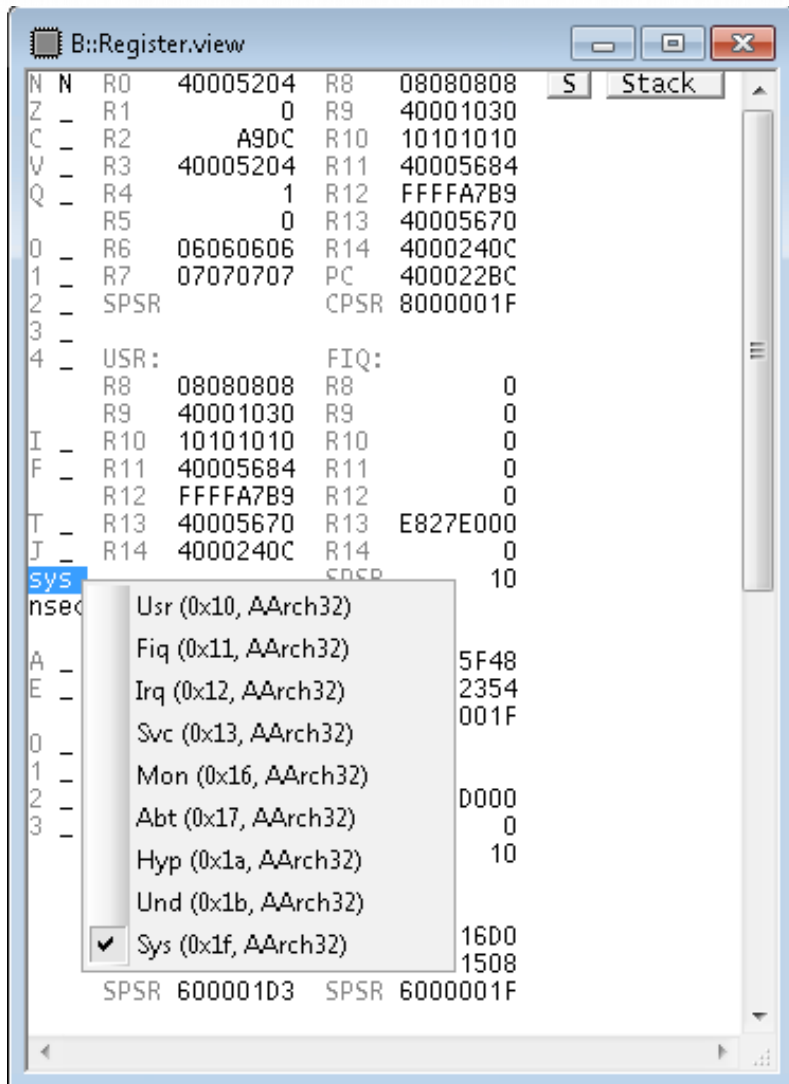 B::Register.view
N N R0 40005204 R8 08080808 S Stack
Z _ R1 0 R9 40001030
C _ R2 A9DC R10 10101010
V _ R3 40005204 R11 40005684
Q _ R4 1 R12 FFFFA7B9
R5 0 R13 40005670
0 _ R6 06060606 R14 4000240C
1 _ R7 07070707 PC 400022BC
2 _ SPSR CPSR 8000001F
3 _
4 _ USR: FIQ:
R8 08080808 R8 0
R9 40001030 R9 0
I _ R10 10101010 R10 0
F _ R11 40005684 R11 0
R12 FFFFA7B9 R12 0
T _ R13 40005670 R13 E827E000
J _ R14 4000240C R14 0
sys SPSR 10
nsec
Usr (0x10, AArch32)
Fiq (0x11, AArch32)
A _ 5F48
E _ Irq (0x12, AArch32) 2354
001F
0 _ Svc (0x13, AArch32)
1 _ Mon (0x16, AArch32)
2 _ D000
3 _ Abt (0x17, AArch32) 0
Hyp (0x1a, AArch32) 10
Und (0x1b, AArch32)
Sys (0x1f, AArch32) 16D0
1508
SPSR 600001D3 SPSR 6000001F